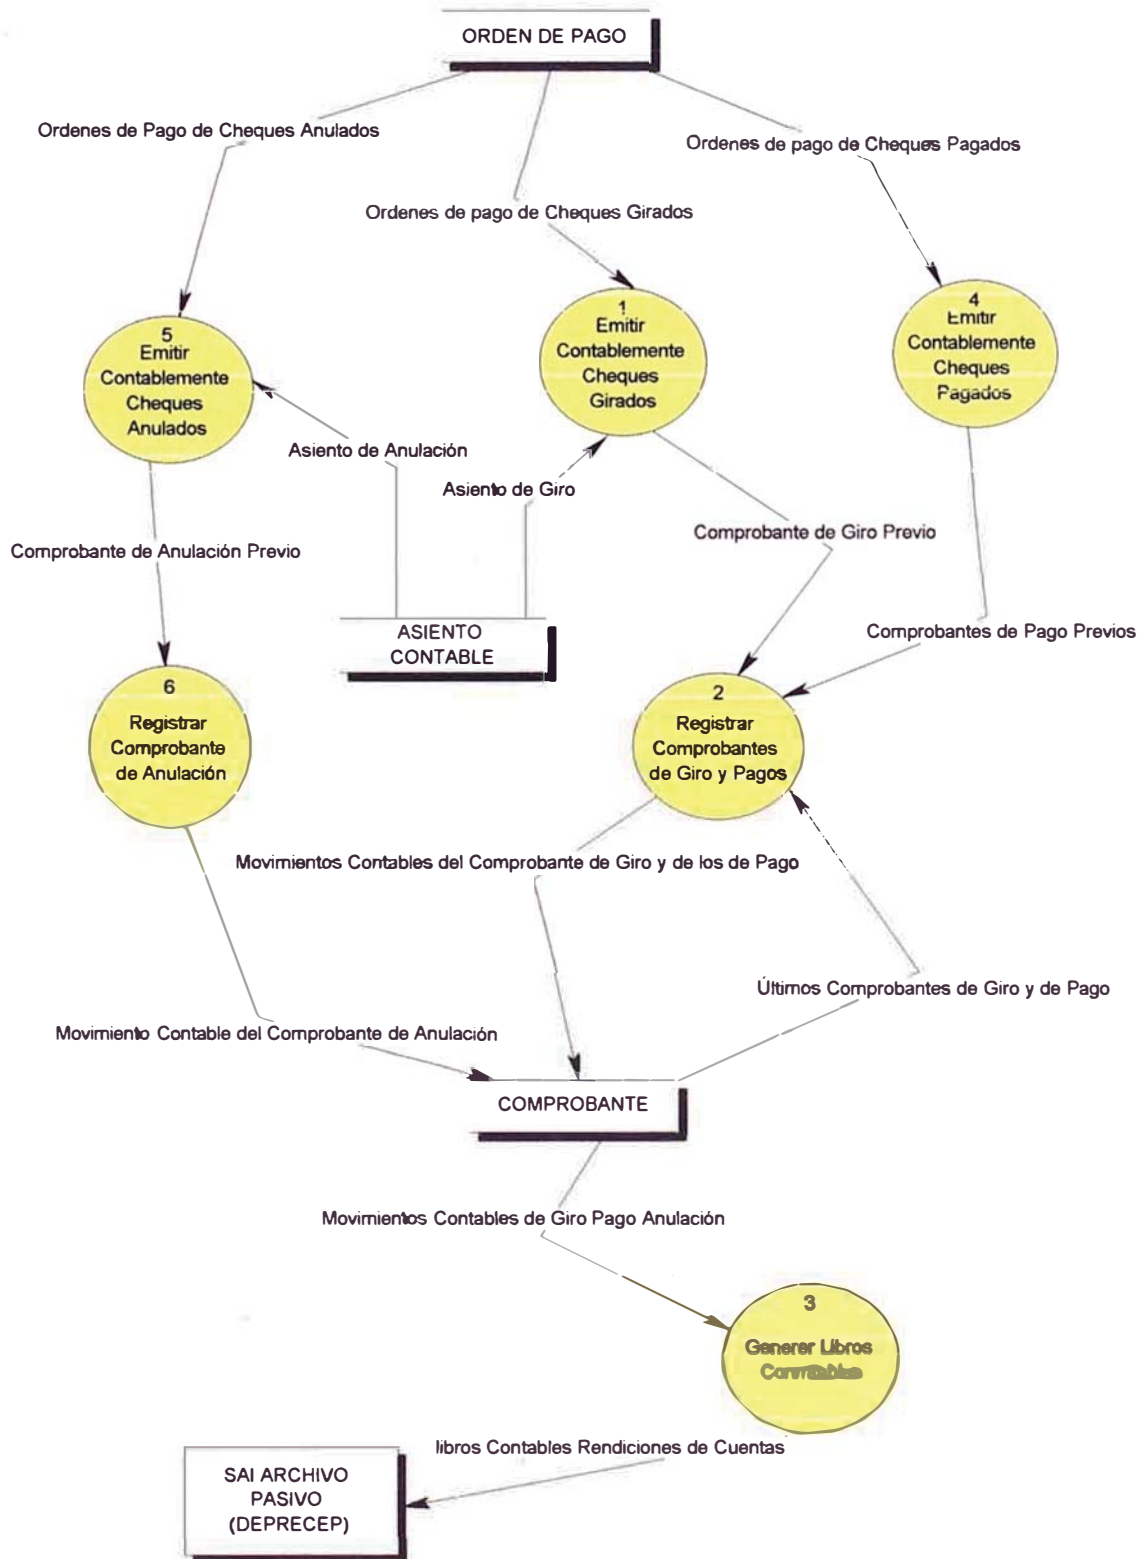 ORDEN DE PAGO
Ordenes de Pago de Cheques Anulados
Ordenes de pago de Cheques Pagados
Ordenes de pago de Cheques Girados
5
Emitir
Contablemente
Cheques
Anulados
1
Emitir
Contablemente
Cheques
Girados
4
Emitir
Contablemente
Cheques
Pagados
Asiento de Anulación
Asiento de Giro
Comprobante de Giro Previo
Comprobante de Anulación Previo
ASIENTO
CONTABLE
Comprobantes de Pago Previos
6
Registrar
Comprobante
de Anulación
2
Registrar
Comprobantes
de Giro y Pagos
Movimientos Contables del Comprobante de Giro y de los de Pago
Últimos Comprobantes de Giro y de Pago
Movimiento Contable del Comprobante de Anulación
COMPROBANTE
Movimientos Contables de Giro Pago Anulación
3
Generer Libros
libros Contables Rendiciones de Cuentas
SAI ARCHIVO
PASIVO
(DEPRECEP)